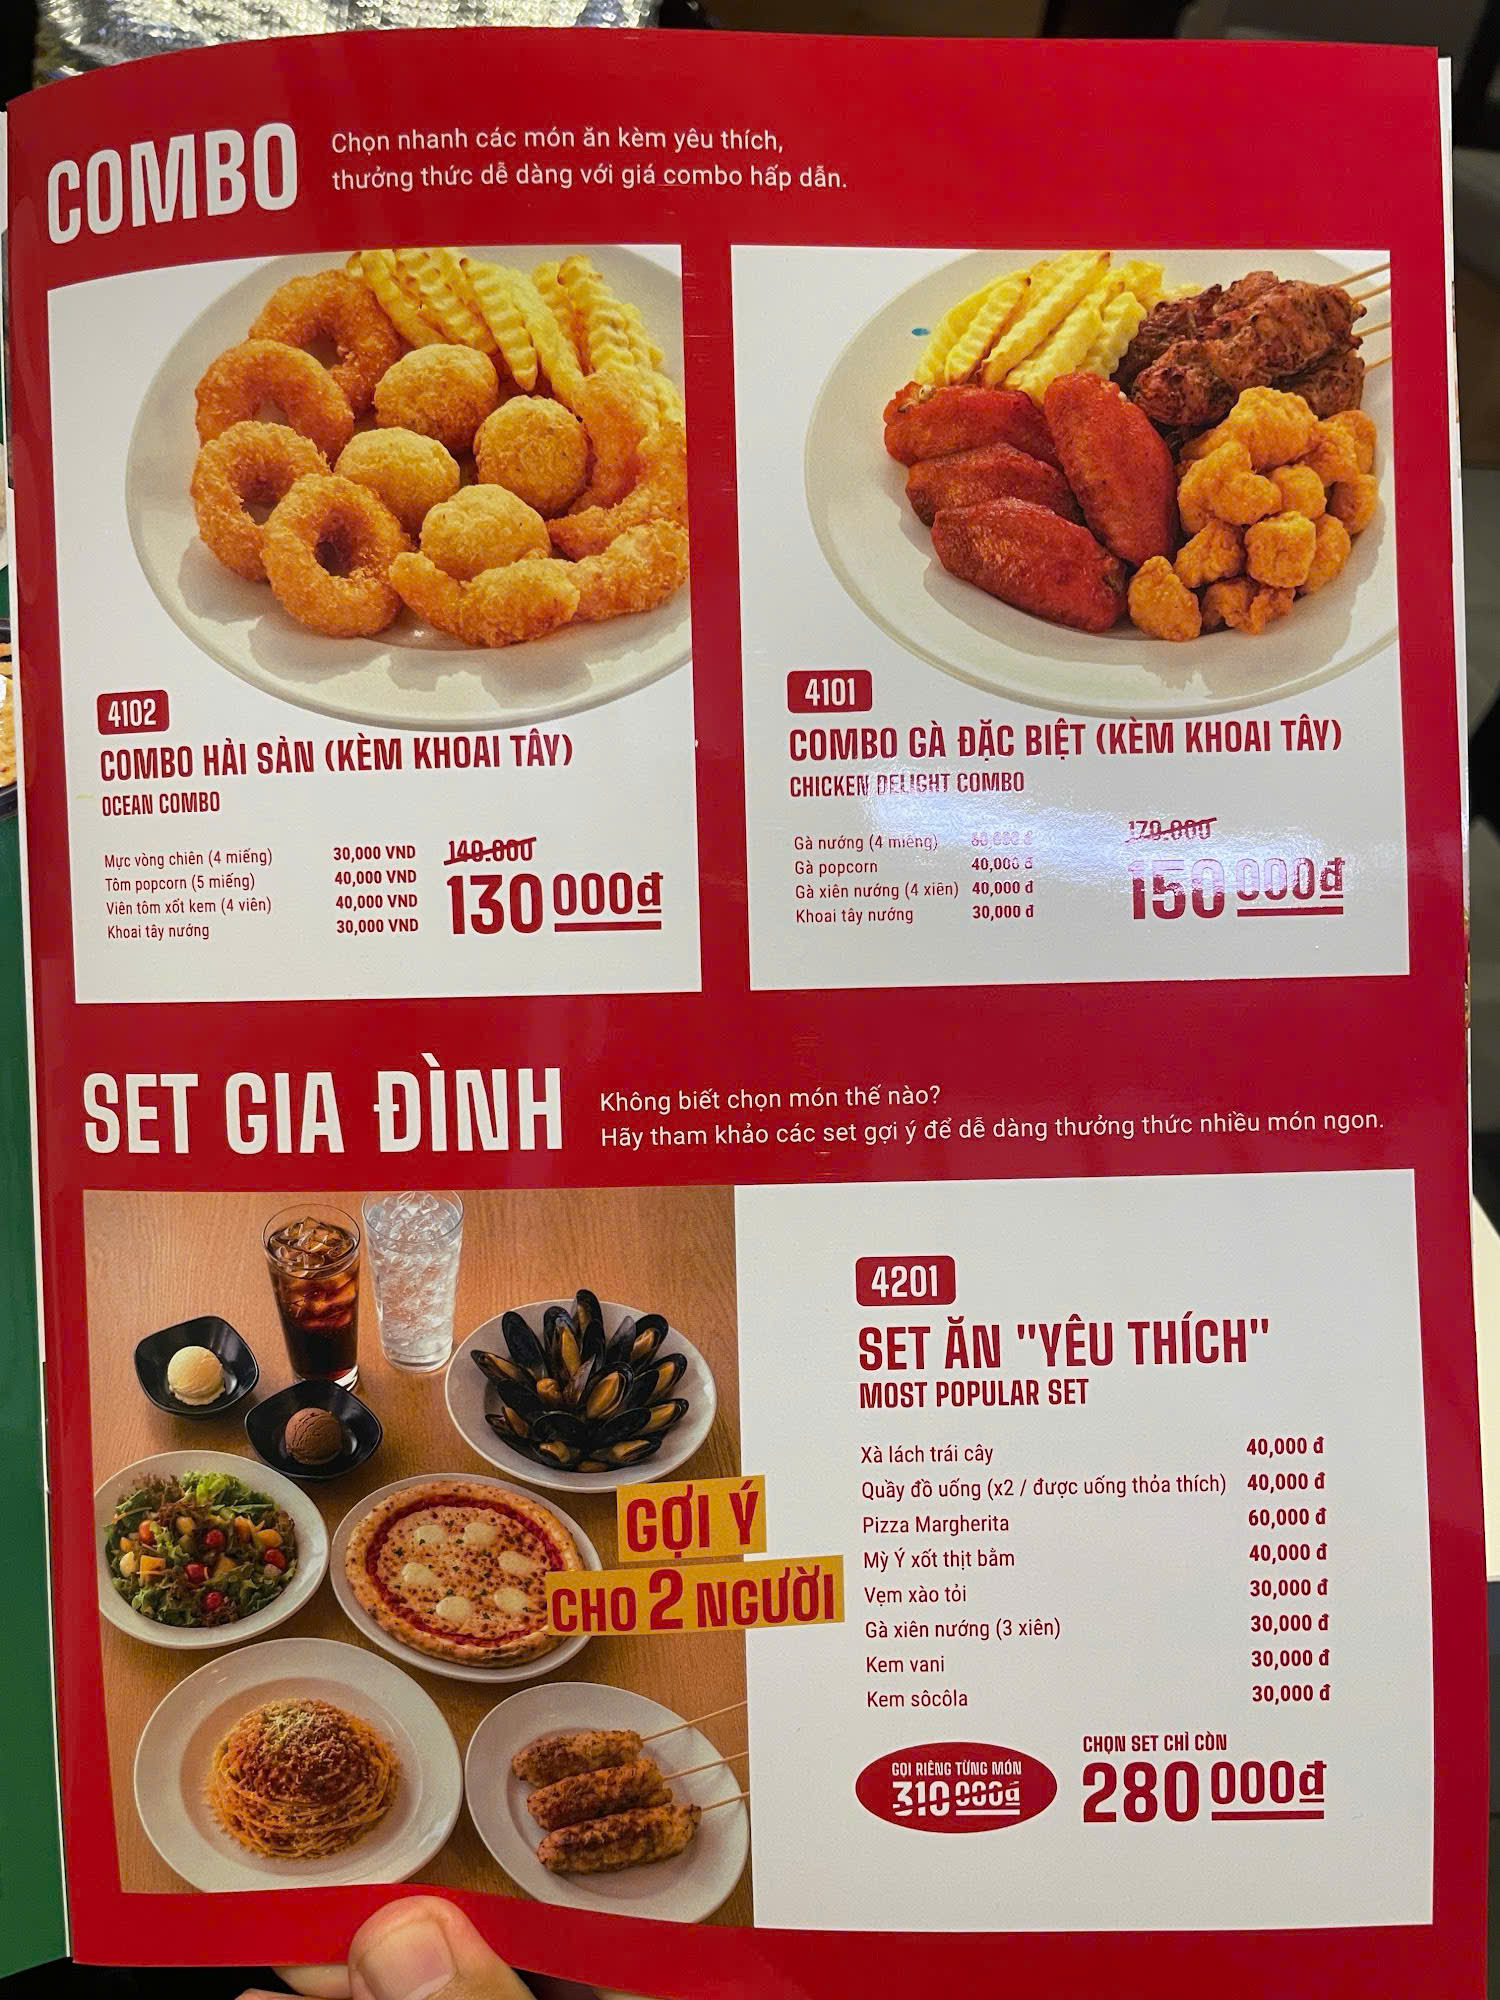 COMBO
Chọn nhanh các món ăn kèm yêu thích,
thưởng thức dễ dàng với giá combo hấp dẫn.
4102
COMBO HẢI SẢN (KÈM KHOAI TÂY)
OCEAN COMBO
Mực vòng chiên (4 miếng) 30,000 VND
Tôm popcorn (5 miếng) 40,000 VND
Viên tôm xốt kem (4 viên) 40,000 VND
Khoai tây nướng 30,000 VND
140.000
130 000đ
4101
COMBO GÀ ĐẶC BIỆT (KÈM KHOAI TÂY)
CHICKEN DELIGHT COMBO
Gà nướng (4 miếng) 60,000 đ
Gà popcorn 40,000 đ
Gà xiên nướng (4 xiên) 40,000 đ
Khoai tây nướng 30,000 đ
170.000
150 000đ
SET GIA ĐÌNH
Không biết chọn món thế nào?
Hãy tham khảo các set gợi ý để dễ dàng thưởng thức nhiều món ngon.
GỢI Ý
CHO 2 NGƯỜI
4201
SET ĂN "YÊU THÍCH"
MOST POPULAR SET
Xà lách trái cây 40,000 đ
Quầy đồ uống (x2 / được uống thỏa thích) 40,000 đ
Pizza Margherita 60,000 đ
Mỳ Ý xốt thịt bằm 40,000 đ
Vẹm xào tỏi 30,000 đ
Gà xiên nướng (3 xiên) 30,000 đ
Kem vani 30,000 đ
Kem sôcôla 30,000 đ
GỌI RIÊNG TỪNG MÓN
310 000đ
CHỌN SET CHỈ CÒN
280 000đ